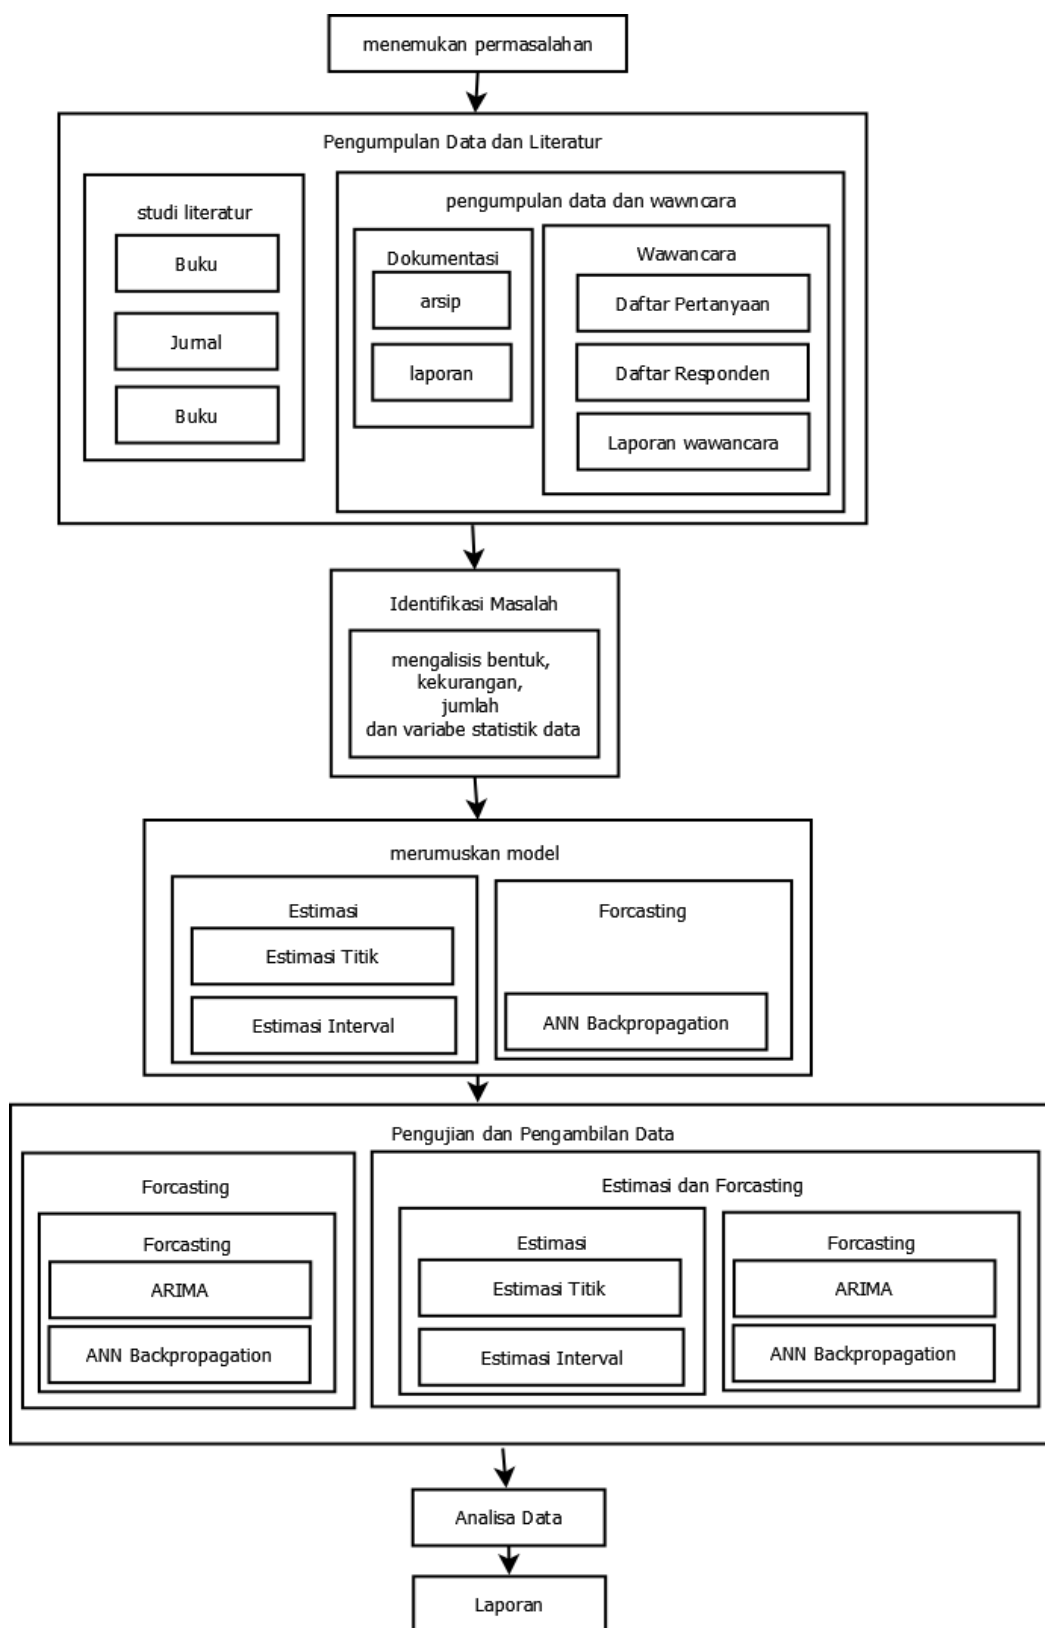 menemukan permasalahan
Pengumpulan Data dan Literatur
studi literatur
Buku
Jurnal
Buku
pengumpulan data dan wawncara
Dokumentasi
arsip
laporan
Wawancara
Daftar Pertanyaan
Daftar Responden
Laporan wawancara
Identifikasi Masalah
mengalisis bentuk,
kekurangan,
jumlah
dan variabe statistik data
merumuskan model
Estimasi
Estimasi Titik
Estimasi Interval
Forcasting
ANN Backpropagation
Pengujian dan Pengambilan Data
Forcasting
Forcasting
ARIMA
ANN Backpropagation
Estimasi dan Forcasting
Estimasi
Estimasi Titik
Estimasi Interval
Forcasting
ARIMA
ANN Backpropagation
Analisa Data
Laporan